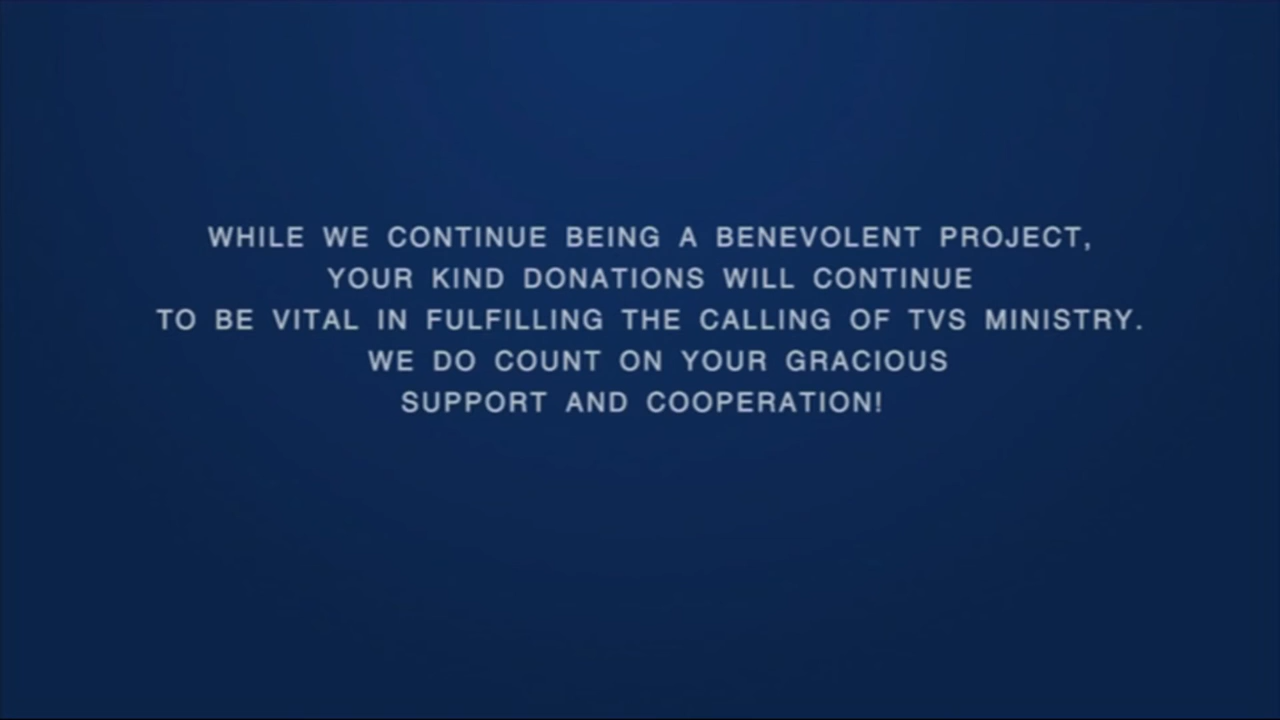 WHILE WE CONTINUE BEING A BENEVOLENT PROJECT,
YOUR KIND DONATIONS WILL CONTINUE
TO BE VITAL IN FULFILLING THE CALLING OF TVS MINISTRY.
WE DO COUNT ON YOUR GRACIOUS
SUPPORT AND COOPERATION!